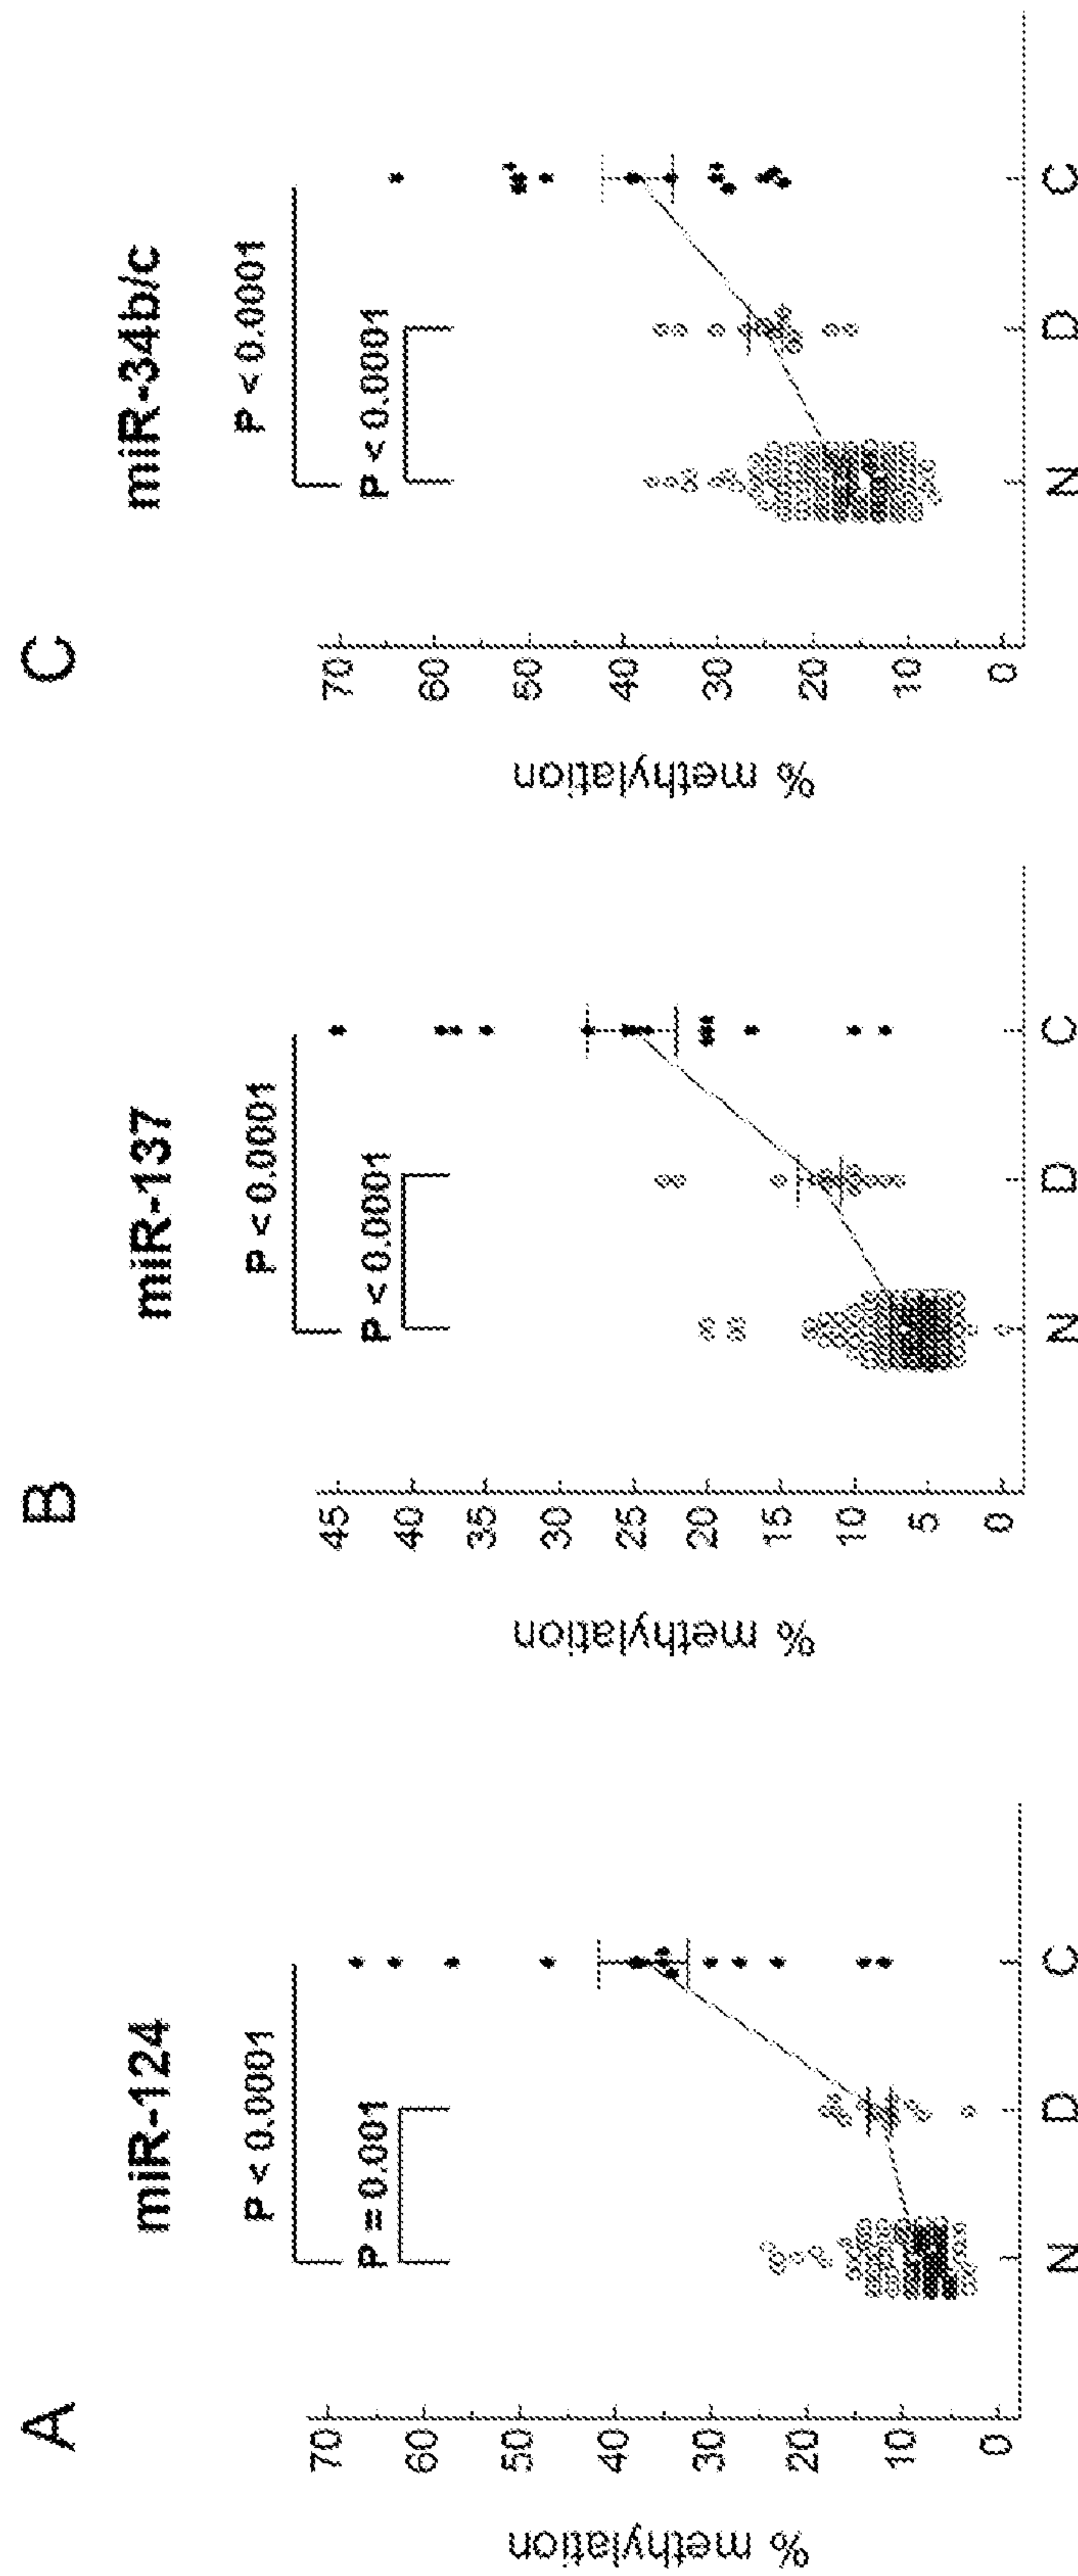 A
miR-124
P < 0.0001
P = 0.001
% methylation
70
60
50
40
30
20
10
0
N D C
B
miR-137
P < 0.0001
P < 0.0001
% methylation
45
40
35
30
25
20
15
10
5
0
N D C
C
miR-34b/c
P < 0.0001
P < 0.0001
% methylation
70
60
50
40
30
20
10
0
N D C